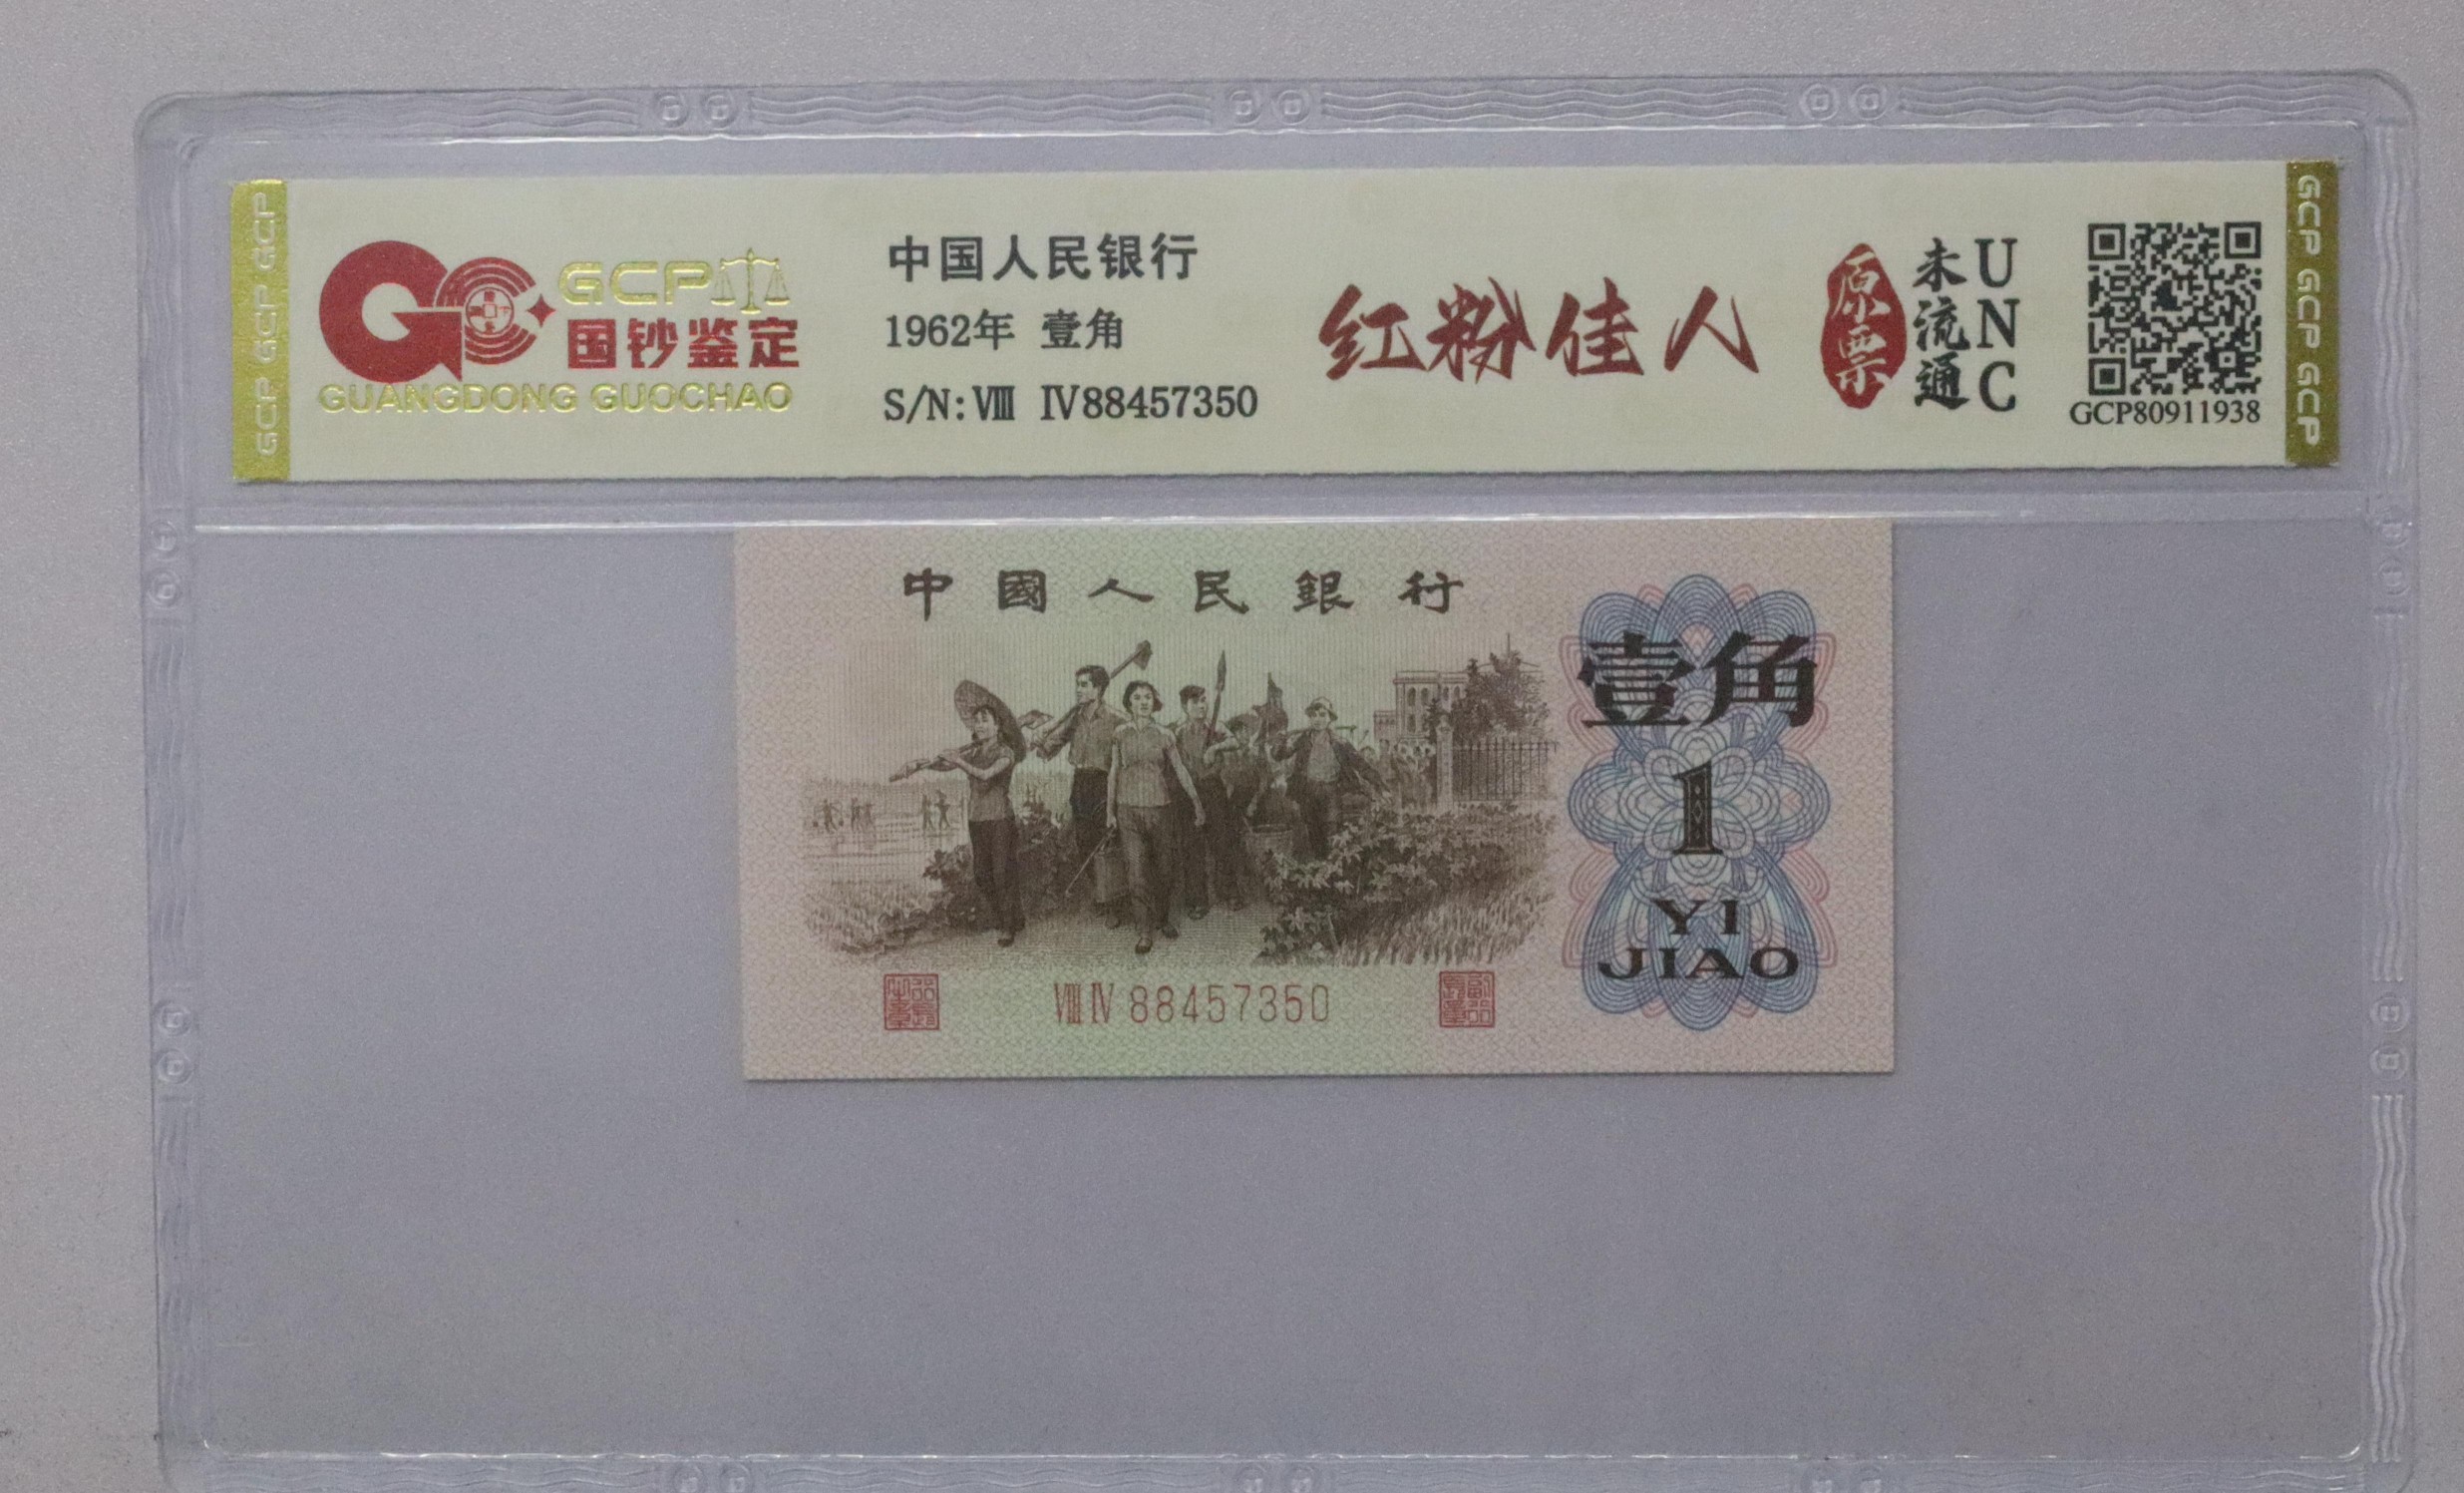 GCP GCP GCP
GCP
国钞鉴定
GUANGDONG GUOCHAO
中国人民银行
1962年 壹角
S/N: Ⅷ Ⅳ88457350
红粉佳人
原票
未流通
UNC
GCP80911938
GCP GCP GCP
中國人民銀行
壹角
1
YI
JIAO
Ⅷ Ⅳ 88457350